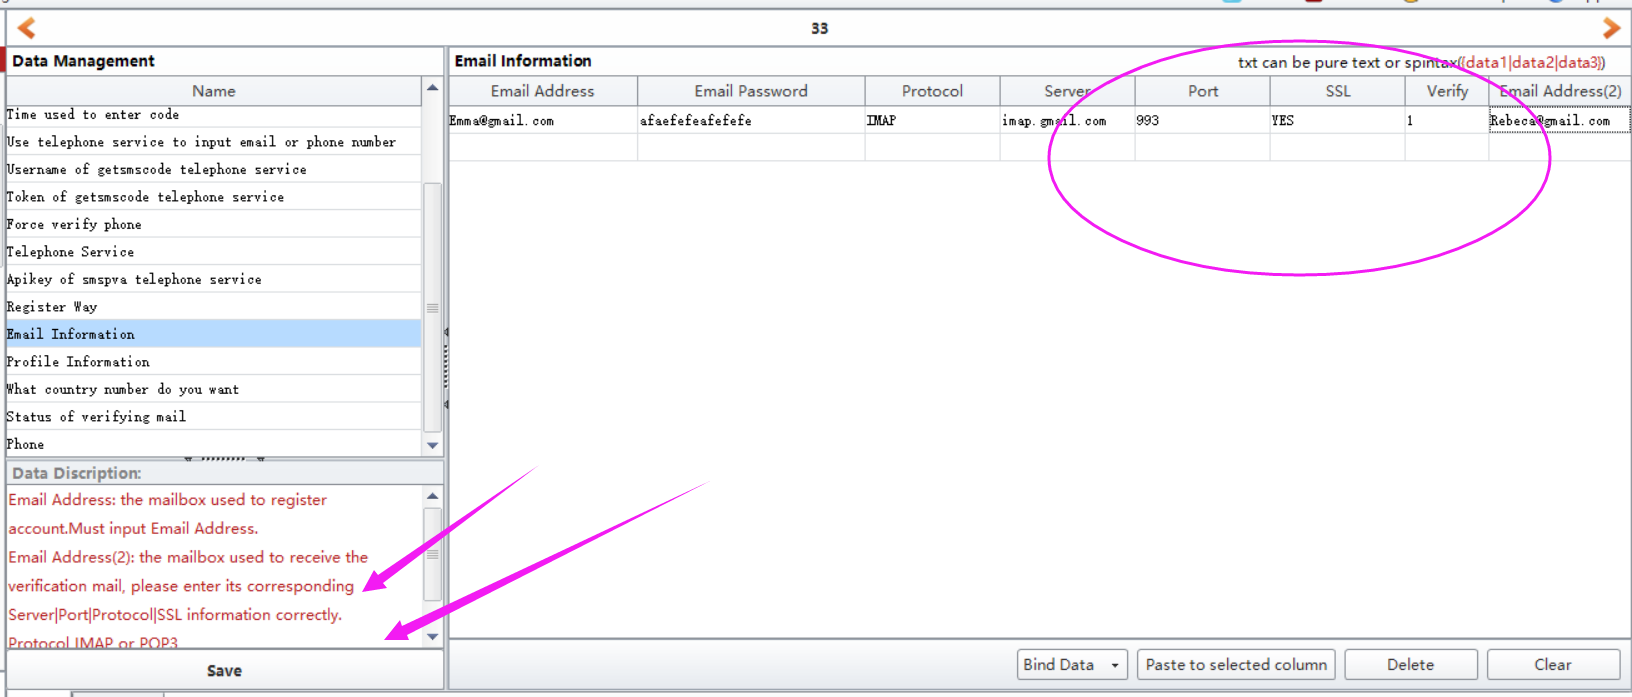 33
Data Management
Name
Time used to enter code
Use telephone service to input email or phone number
Username of getsmscode telephone service
Token of getsmscode telephone service
Force verify phone
Telephone Service
Apikey of smspva telephone service
Register Way
Email Information
Profile Information
What country number do you want
Status of verifying mail
Phone
Data Discription:
Email Address: the mailbox used to register
account.Must input Email Address.
Email Address(2): the mailbox used to receive the
verification mail, please enter its corresponding
Server|Port|Protocol|SSL information correctly.
Protocol IMAP or POP3
Save
Email Information
txt can be pure text or spintax({data1|data2|data3})
Email Address Email Password Protocol Server Port SSL Verify Email Address(2)
Emma@gmail.com afaefefeafefefe IMAP imap.gmail.com 993 YES 1 Rebeca@gmail.com
Bind Data Paste to selected column Delete Clear